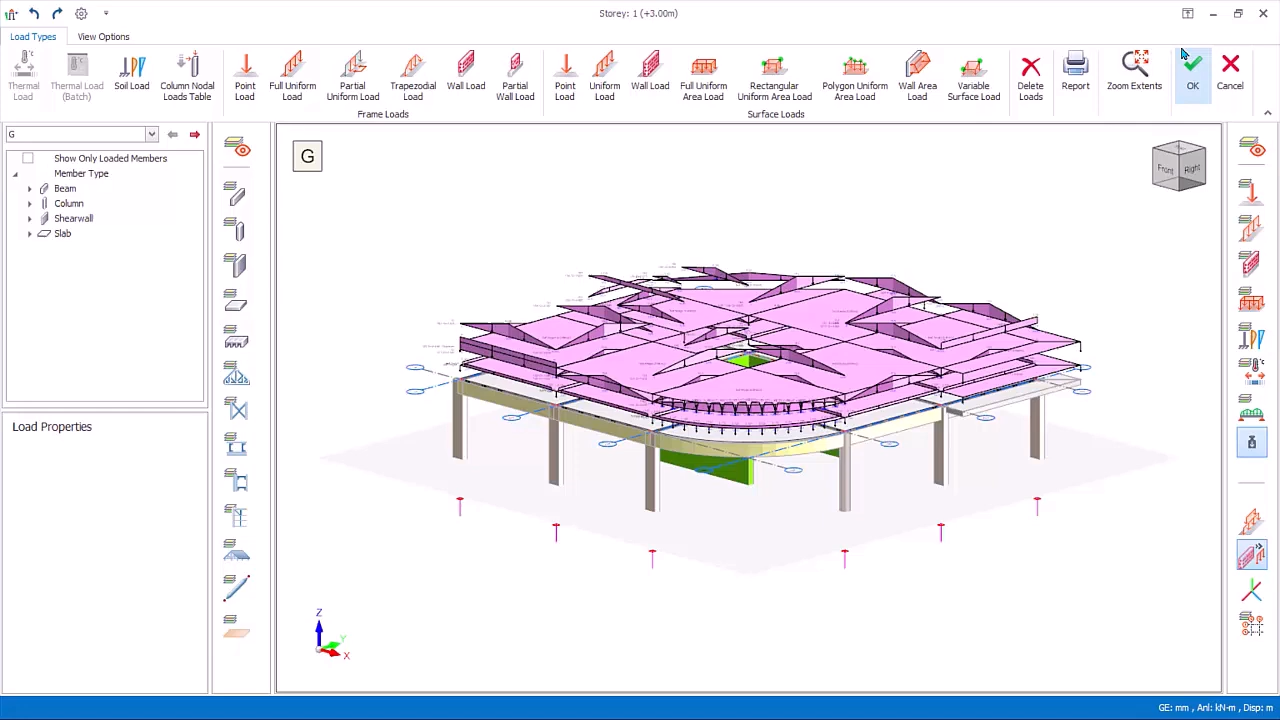 Storey: 1 (+3.00m)
Load Types
View Options
Thermal Load
Thermal Load (Batch)
Soil Load
Column Nodal Loads Table
Point Load
Full Uniform Load
Partial Uniform Load
Trapezoidal Load
Wall Load
Partial Wall Load
Point Load
Uniform Load
Wall Load
Full Uniform Area Load
Rectangular Uniform Area Load
Polygon Uniform Area Load
Wall Area Load
Variable Surface Load
Delete Loads
Report
Zoom Extents
OK
Cancel
Frame Loads
Surface Loads
G
Show Only Loaded Members
Member Type
Beam
Column
Shearwall
Slab
Load Properties
G
Front
Right
Z
Y
X
GE: mm , Anl: kN-m , Disp: m